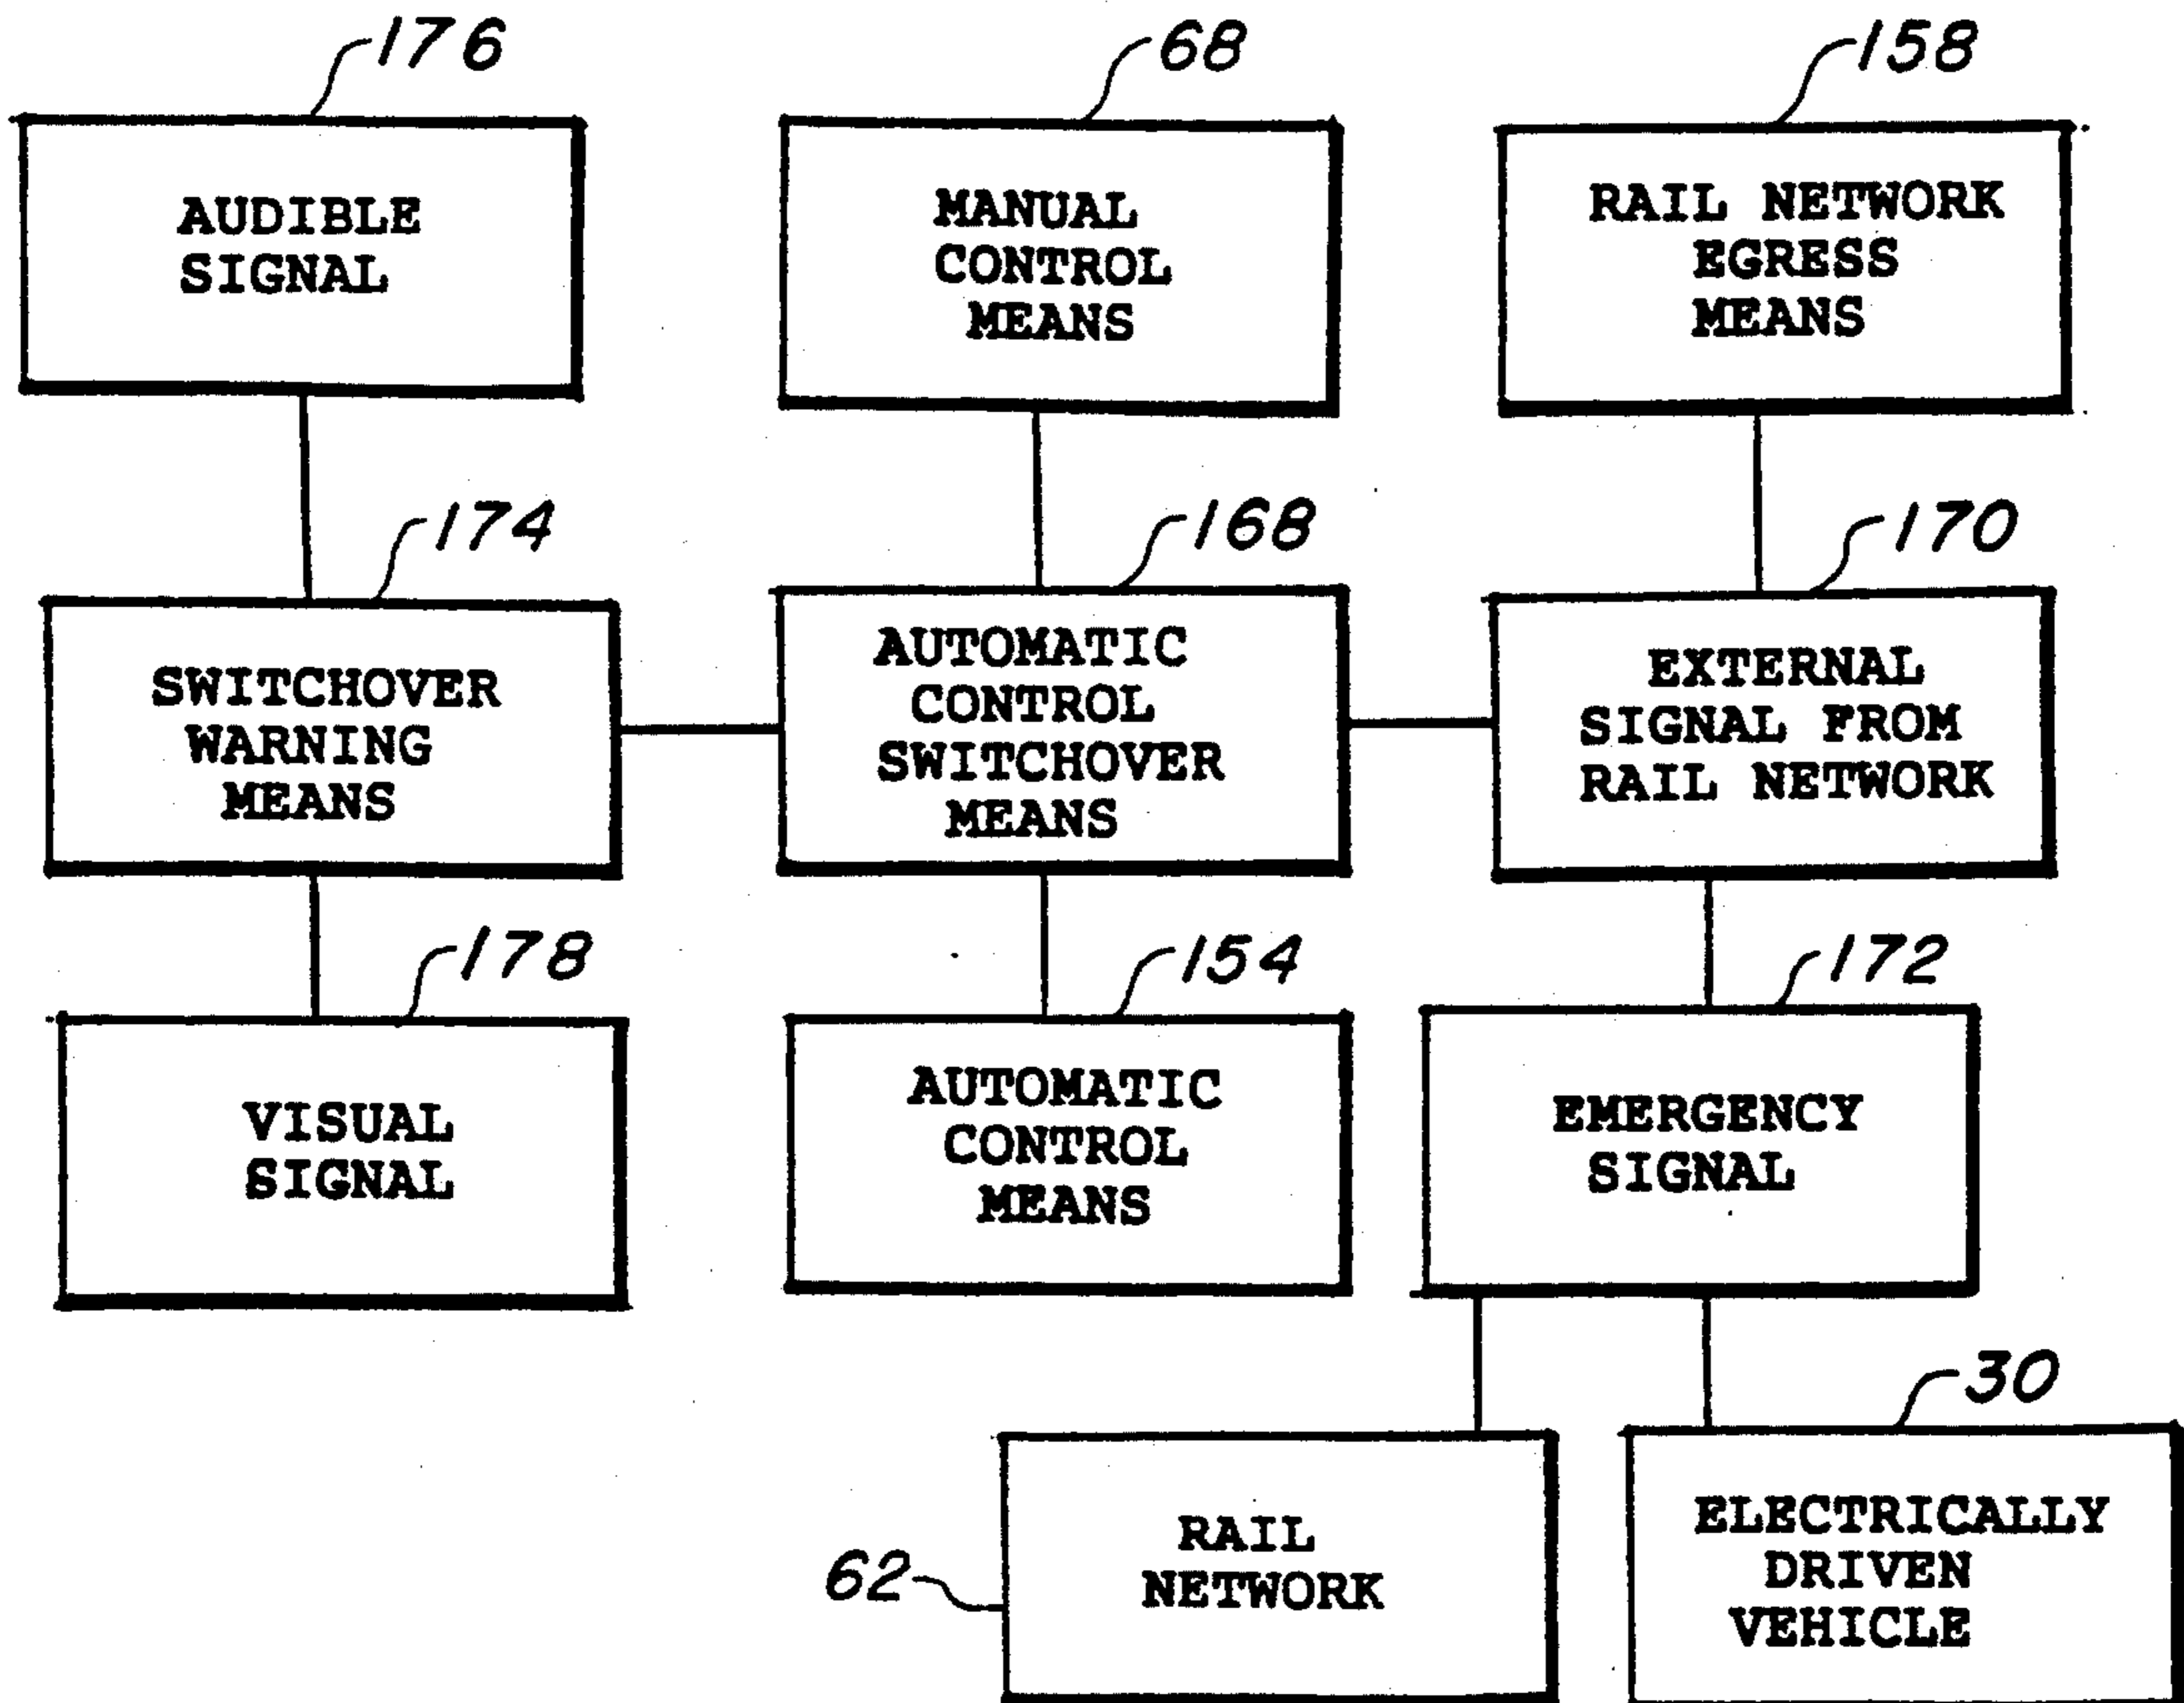 176
68
158
AUDIBLE
SIGNAL
MANUAL
CONTROL
MEANS
RAIL NETWORK
EGRESS
MEANS
174
168
170
SWITCHOVER
WARNING
MEANS
AUTOMATIC
CONTROL
SWITCHOVER
MEANS
EXTERNAL
SIGNAL FROM
RAIL NETWORK
178
154
172
VISUAL
SIGNAL
AUTOMATIC
CONTROL
MEANS
EMERGENCY
SIGNAL
30
62
RAIL
NETWORK
ELECTRICALLY
DRIVEN
VEHICLE